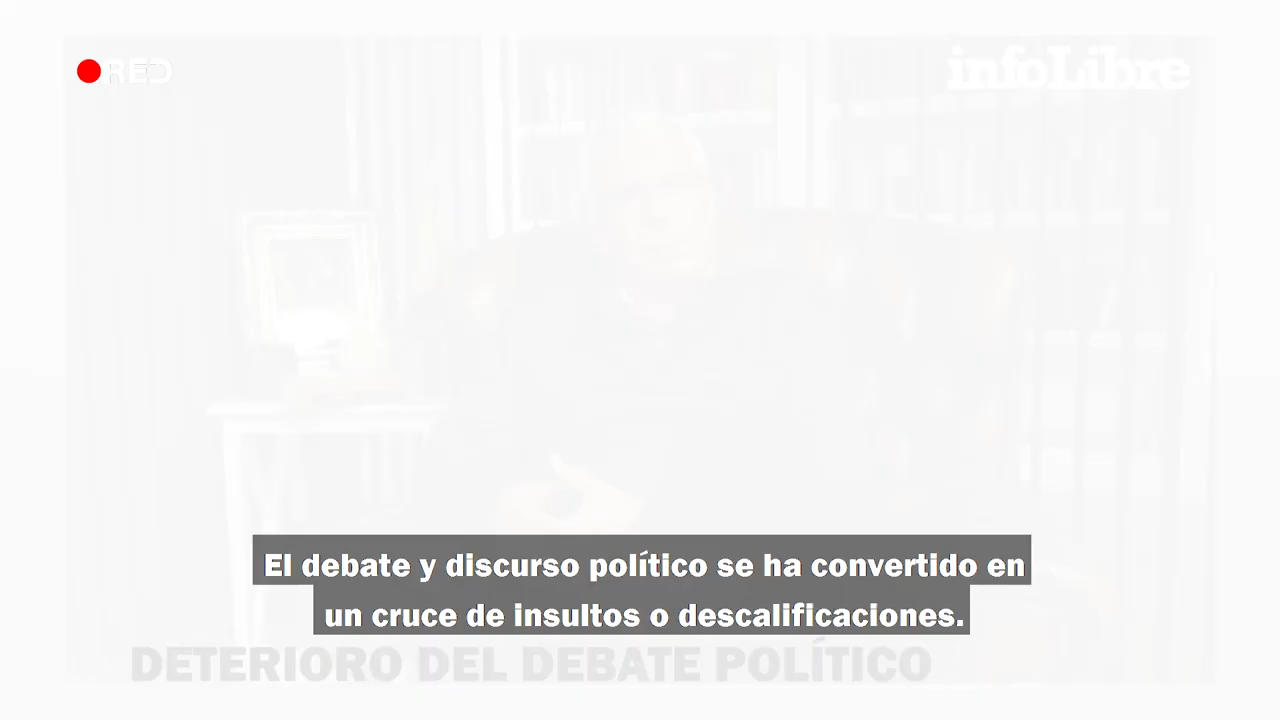 RED
infoLibre
El debate y discurso político se ha convertido en
un cruce de insultos o descalificaciones.
DETERIORO DEL DEBATE POLÍTICO